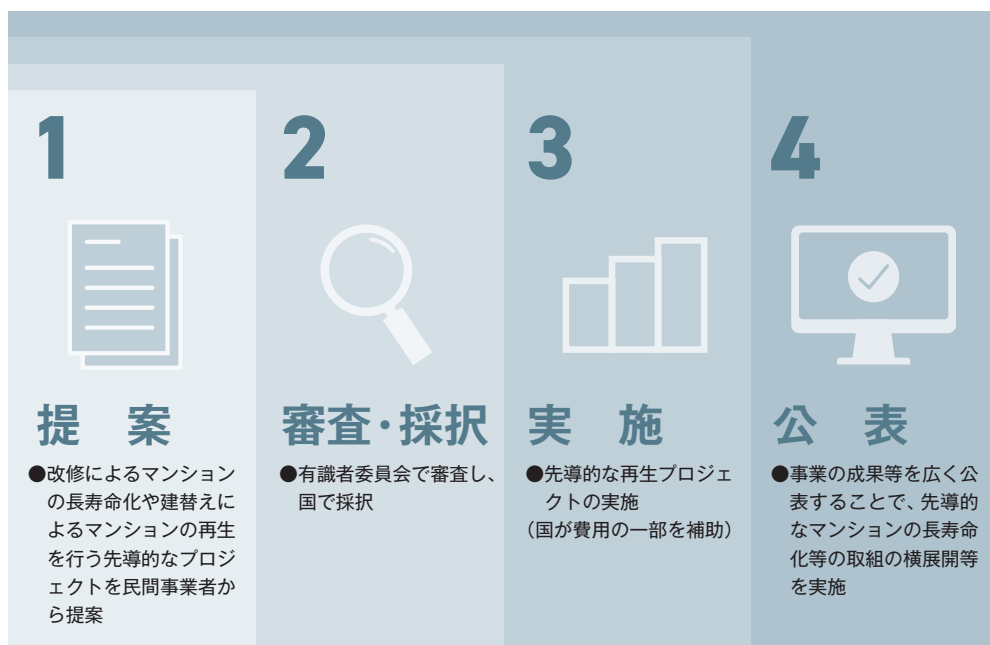 1
提 案
●改修によるマンション
の長寿命化や建替えに
よるマンションの再生
を行う先導的なプロジ
ェクトを民間事業者か
ら提案
2
審査・採択
●有識者委員会で審査し、
国で採択
3
実 施
●先導的な再生プロジェ
クトの実施
（国が費用の一部を補助）
4
公 表
●事業の成果等を広く公
表することで、先導的
なマンションの長寿命
化等の取組の横展開等
を実施